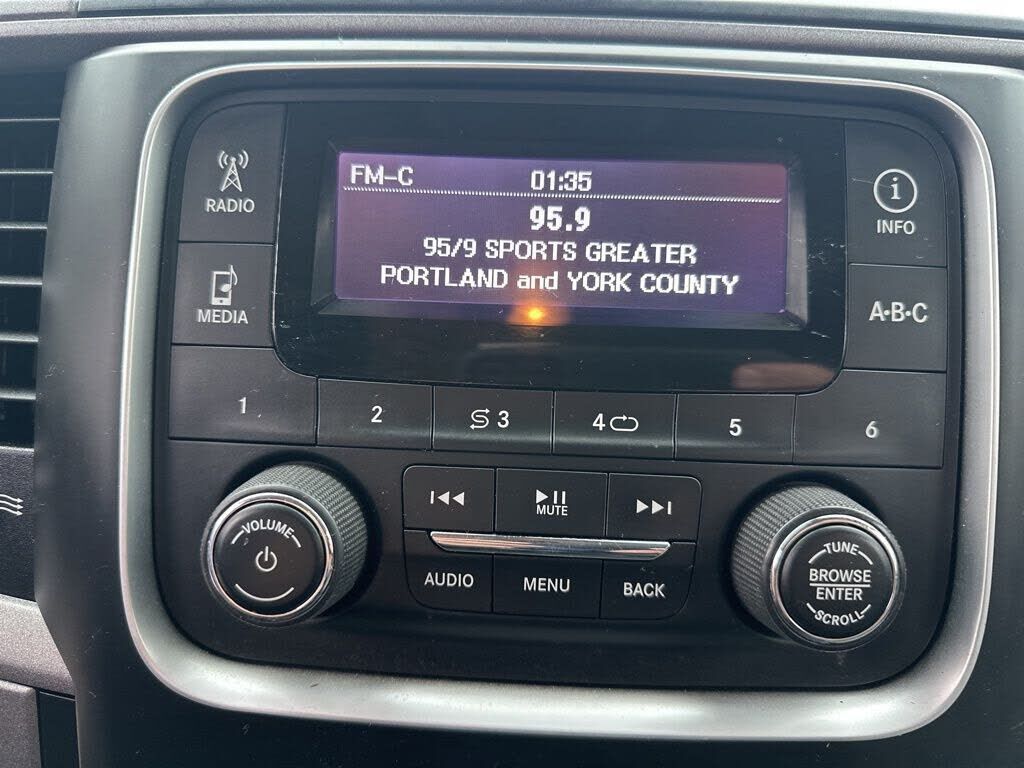 FM-C 01:35
95.9
95/9 SPORTS GREATER
PORTLAND and YORK COUNTY
RADIO
INFO
MEDIA
A•B•C
1 2 3 4 5 6
VOLUME
MUTE
AUDIO MENU BACK
TUNE
BROWSE
ENTER
SCROLL